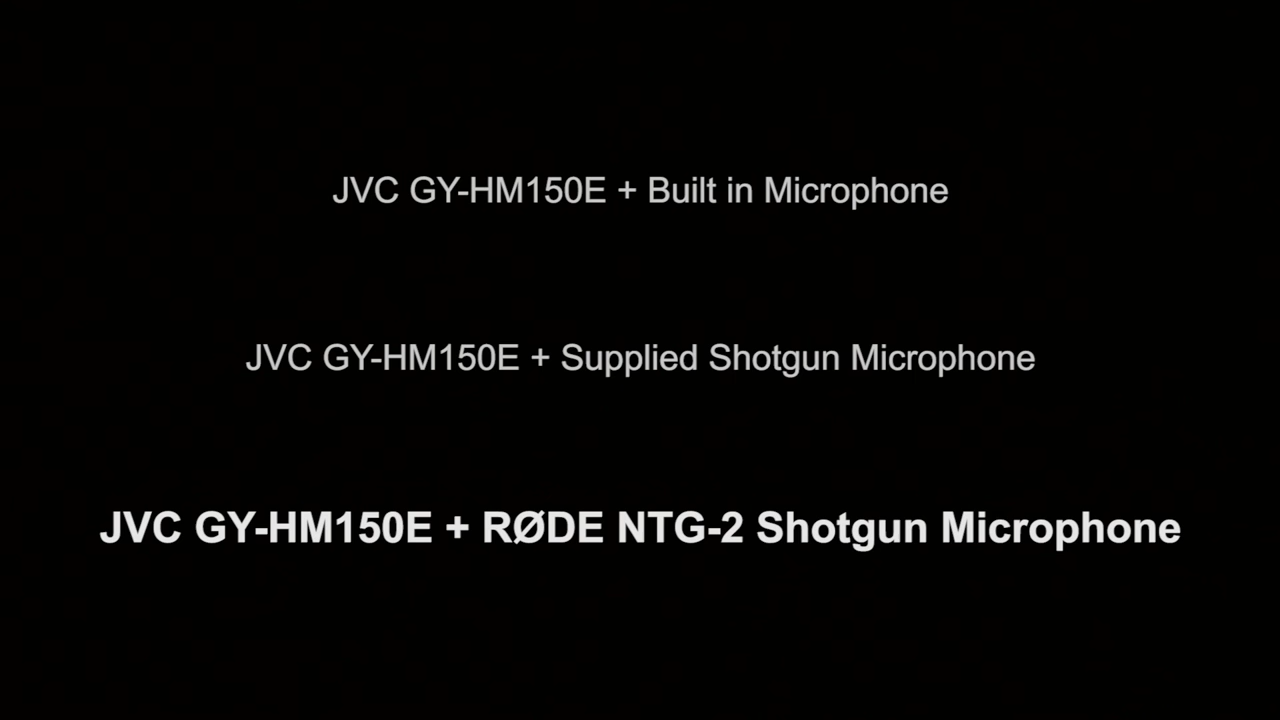 JVC GY-HM150E + Built in Microphone
JVC GY-HM150E + Supplied Shotgun Microphone
JVC GY-HM150E + RØDE NTG-2 Shotgun Microphone